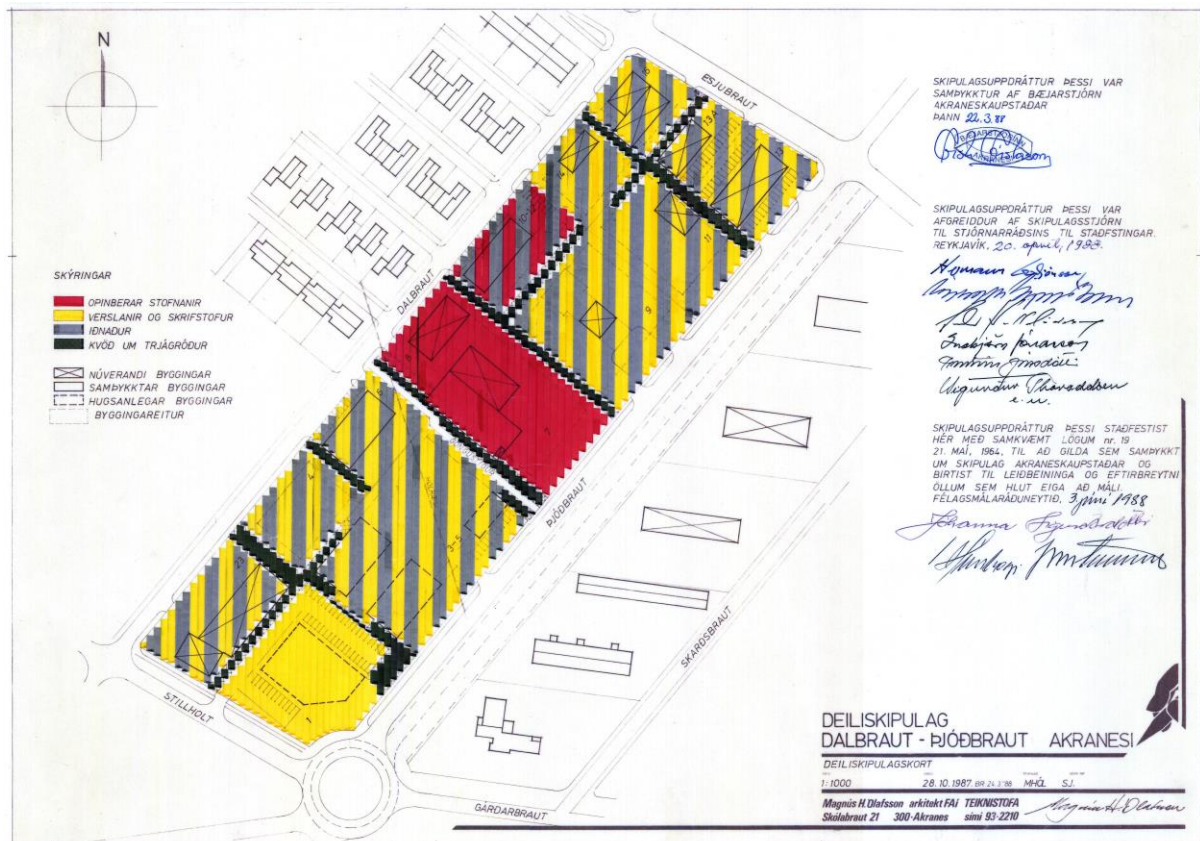 N
ESJUBRAUT
DALBRAUT
ÞJÓÐBRAUT
SKARÐSBRAUT
STILLHOLT
GARÐARBRAUT
SKÝRINGAR
OPINBERAR STOFNANIR
VERSLANIR OG SKRIFSTOFUR
IÐNAÐUR
KVÖÐ UM TRJÁGRÓÐUR
NÚVERANDI BYGGINGAR
SAMÞYKKTAR BYGGINGAR
HUGSANLEGAR BYGGINGAR
BYGGINGAREITUR
SKIPULAGSUPPDRÁTTUR ÞESSI VAR
SAMÞYKKTUR AF BÆJARSTJÓRN
AKRANESKAUPSTAÐAR
ÞANN 22.3.88
SKIPULAGSUPPDRÁTTUR ÞESSI VAR
AFGREIDDUR AF SKIPULAGSSTJÓRN
TIL STJÓRNARRÁÐSINS TIL STAÐFSTINGAR.
REYKJAVÍK, 20. apríl, 1988.
SKIPULAGSUPPDRÁTTUR ÞESSI STAÐFESTIST
HÉR MEÐ SAMKVÆMT LÖGUM nr. 19
21. MAÍ, 1964, TIL AÐ GILDA SEM SAMÞYKKT
UM SKIPULAG AKRANESKAUPSTAÐAR OG
BIRTIST TIL LEIÐBEININGA OG EFTIRBREYTNI
ÖLLUM SEM HLUT EIGA AÐ MÁLI.
FÉLAGSMÁLARÁÐUNEYTIÐ, 3. júní 1988
DEILISKIPULAG
DALBRAUT - ÞJÓÐBRAUT AKRANESI
DEILISKIPULAGSKORT
1:1000 28.10.1987 MHÓL SJ.
Magnús H. Ólafsson arkitekt FAÍ TEIKNISTOFA
Skólabraut 21 300-Akranes sími 93-2210
Magnús H. Ólafsson